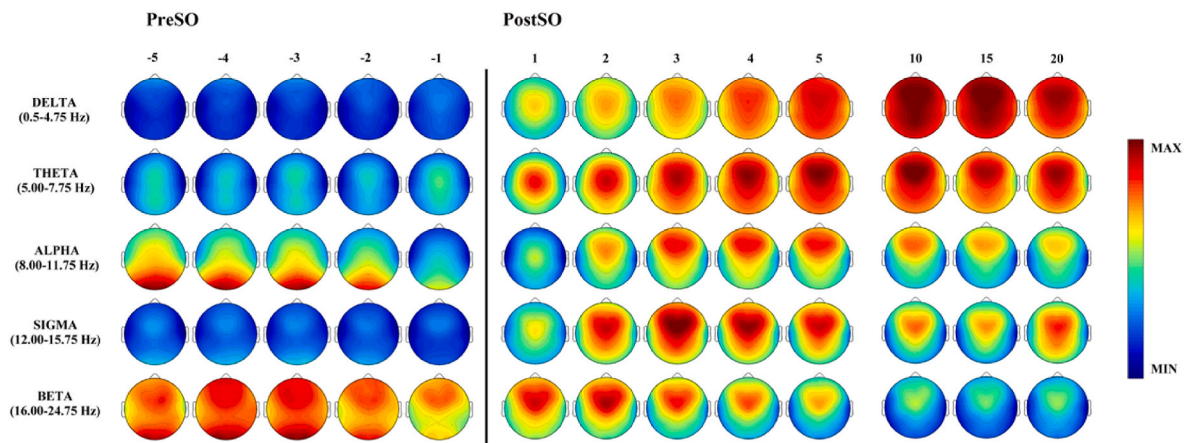 PreSO PostSO
-5 -4 -3 -2 -1 1 2 3 4 5 10 15 20
DELTA
(0.5-4.75 Hz)
MAX
THETA
(5.00-7.75 Hz)
ALPHA
(8.00-11.75 Hz)
SIGMA
(12.00-15.75 Hz)
MIN
BETA
(16.00-24.75 Hz)